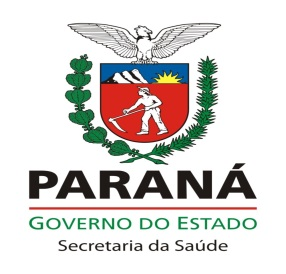 PARANÁ
GOVERNO DO ESTADO
Secretaria da Saúde